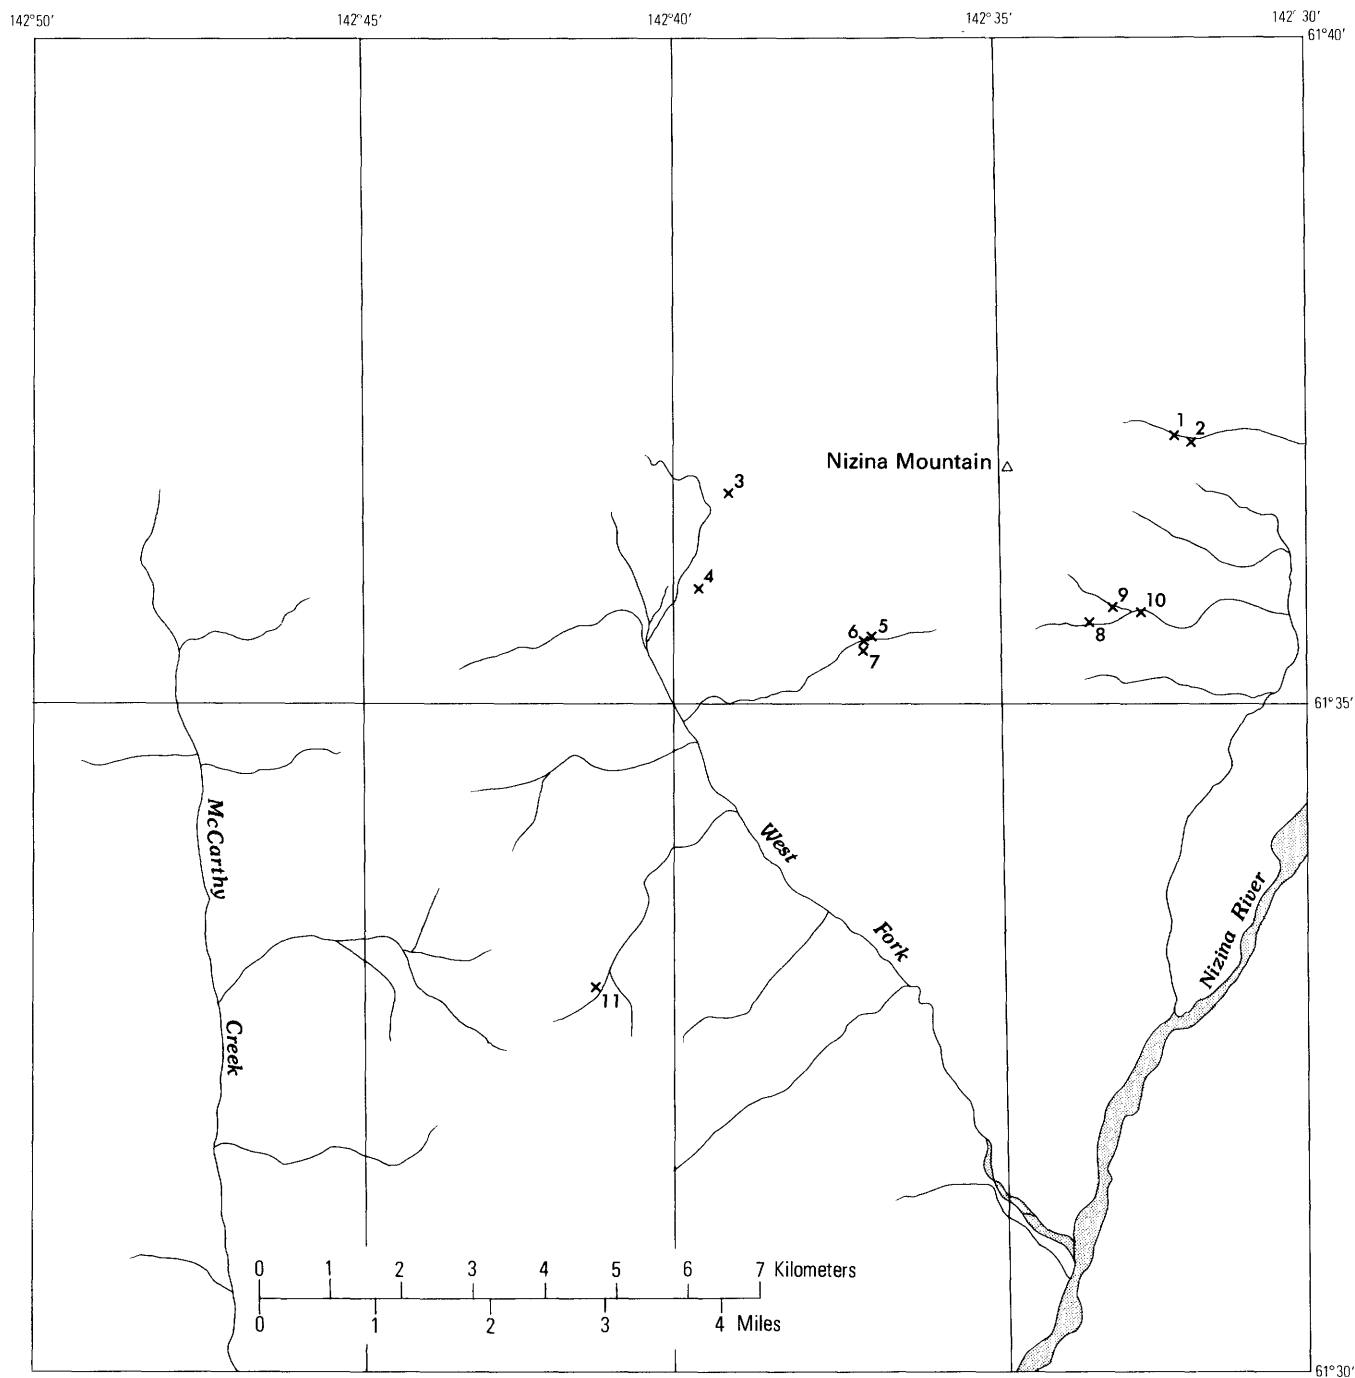 142°50′
142°45′
142°40′
142°35′
142° 30′
61°40′
1
2
Nizina Mountain
3
4
9
10
5
6
8
7
61°35′
McCarthy
West
Fork
Nizina River
11
Creek
0 1 2 3 4 5 6 7 Kilometers
0 1 2 3 4 Miles
61°30′